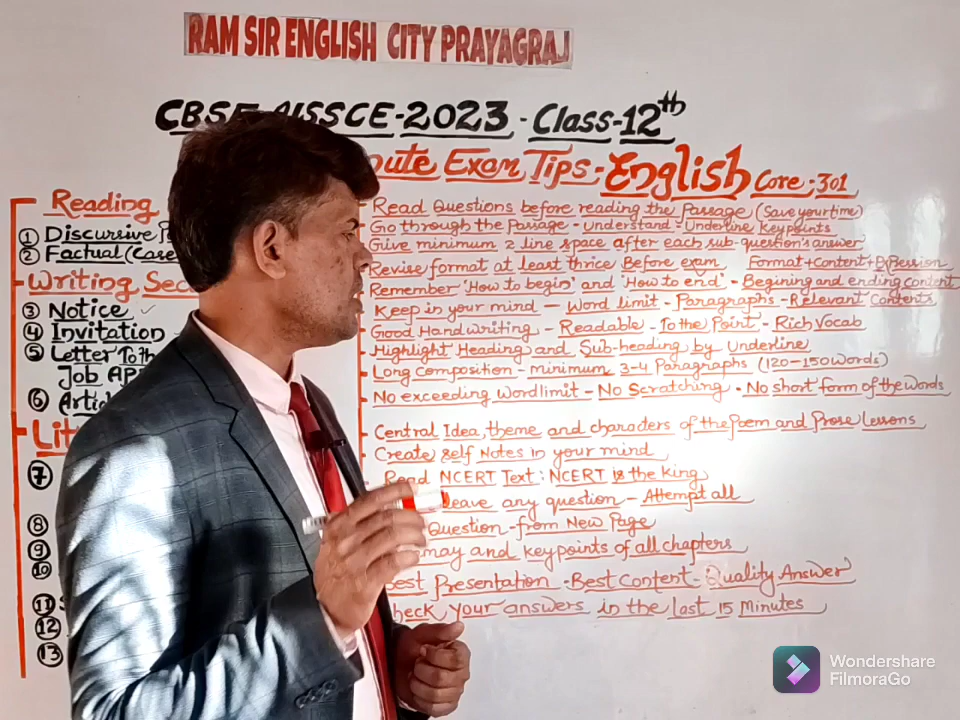 RAM SIR ENGLISH CITY PRAYAGRAJ
CBSE AISSCE-2023 - Class-12th
Exam Tips - English Core-301
Reading
① Discursive
② Factual (Case
Writing Sec
③ Notice
④ Invitation
⑤ Letter To th
Job
⑥ Artic
Lit
⑦
⑧
⑨
⑩
⑪
⑫
⑬
Read Questions before reading the Passage (Save your time)
Go through the Passage - Understand - Underline Keypoints
Give minimum 2 line space after each sub-question's answer
Revise format at least thrice Before exam Format+Content+Expession
Remember 'How to begin' and 'How to end' - Begining and ending content
Keep in your mind - Word limit - Paragraphs - Relevant Contents
Good Handwriting - Readable - To the Point - Rich Vocab
Highlight Heading and Sub-heading by Underline
Long composition - minimum 3-4 Paragraphs (120-150 words)
No exceeding Wordlimit - No Scratching - No short form of the words
Central Idea, theme and characters of the Poem and Prose lessons
Create self Notes in your mind
Read NCERT Text: NCERT is the king
leave any question - Attempt all
Question - from New Page
and keypoints of all chapters
Best Presentation - Best Content - Quality Answer
your answers in the last 15 Minutes
Wondershare
FilmoraGo